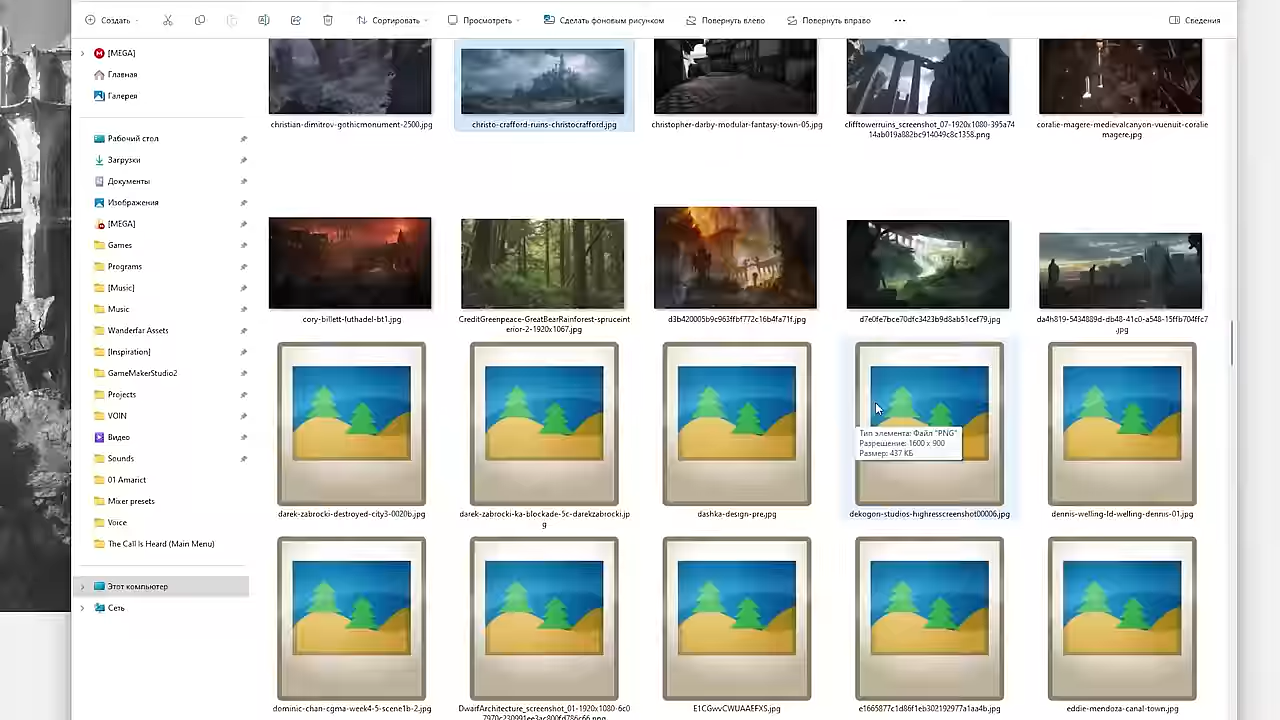 Создать
Сортировать
Просмотреть
Сделать фоновым рисунком
Повернуть влево
Повернуть вправо
Сведения
[MEGA]
Главная
Галерея
Рабочий стол
Загрузки
Документы
Изображения
[MEGA]
Games
Programs
[Music]
Music
Wanderfar Assets
[Inspiration]
GameMakerStudio2
Projects
VOIN
Видео
Sounds
01 Amarict
Mixer presets
Voice
The Call Is Heard (Main Menu)
Этот компьютер
Сеть
christian-dimitrov-gothicmonument-2500.jpg
christo-crafford-ruins-christocrafford.jpg
christopher-darby-modular-fantasy-town-05.jpg
clifftowerruins_screenshot_07-1920x1080-395a74
14ab019a882bc914049c8c1358.png
coralie-magere-medievalcanyon-vuenuit-coralie
magere.jpg
cory-billett-luthadel-bt1.jpg
CreditGreenpeace-GreatBearRainforest-spruceint
erior-2-1920x1067.jpg
d3b420005b9c963ffbf772c16b4fa71f.jpg
d7e0fe7bce70dfc3423b9d8ab51cef79.jpg
da4h819-5434889d-db48-41c0-a548-15ffb704ffc7
.jpg
darek-zabrocki-destroyed-city3-0020b.jpg
darek-zabrocki-ka-blockade-5c-darekzabrocki.jp
g
dashka-design-pre.jpg
dekogon-studios-highresscreenshot00006.jpg
dennis-welling-ld-welling-dennis-01.jpg
Тип элемента: Файл "PNG"
Разрешение: 1600 x 900
Размер: 437 КБ
dominic-chan-cgma-week4-5-scene1b-2.jpg
DwarfArchitecture_screenshot_01-1920x1080-6c0
7970c230991ee3ac800fd786c66.png
E1CGwvCWUAAEFXS.jpg
e1665877c1d86f1eb302192977a1aa4b.jpg
eddie-mendoza-canal-town.jpg